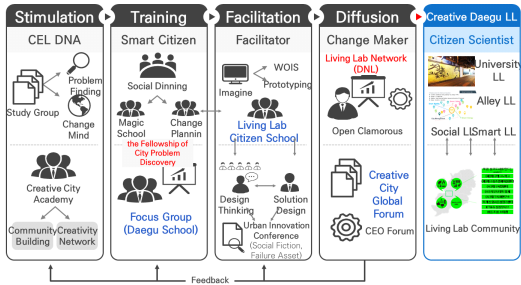 Stimulation
Training
Facilitation
Diffusion
Creative Daegu LL
CEL DNA
Study Group
Problem
Finding
Change
Mind
Creative City
Academy
Community
Building
Creativity
Network
Smart Citizen
Social Dinning
Magic
School
Change
Plannin
the Fellowship of
City Problem
Discovery
Focus Group
(Daegu School)
Facilitator
Imagine
WOIS
Prototyping
Living Lab
Citizen School
Design
Thinking
Solution
Design
Urban Innovation
Conference
(Social Fiction,
Failure Asset)
Change Maker
Living Lab Network
(DNL)
Open Clamorous
Creative
City
Global
Forum
CEO Forum
Citizen Scientist
University
LL
Alley LL
Social LL
Smart LL
Living Lab Community
Feedback